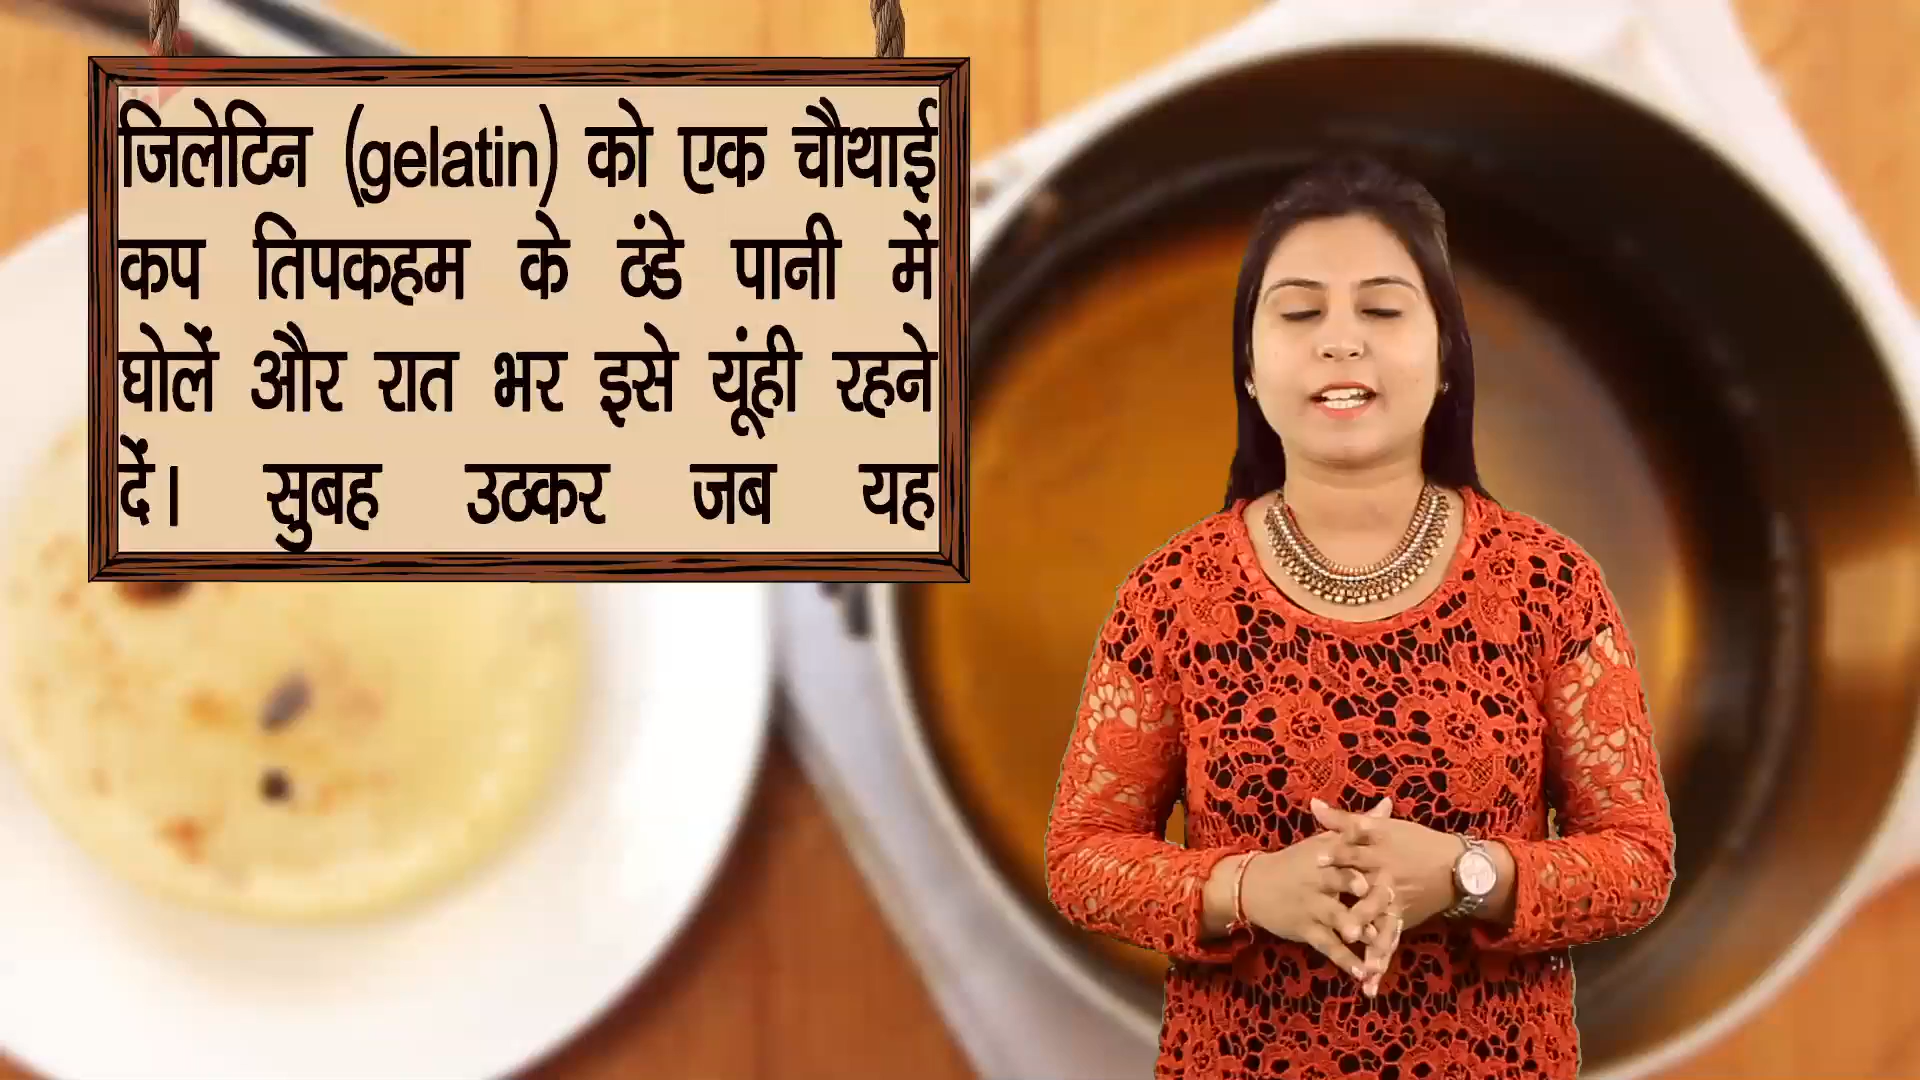 जिलेटिन (gelatin) को एक चौथाई
कप तिपकहम के ठंडे पानी में
घोलें और रात भर इसे यूंही रहने
दें। सुबह उठकर जब यह